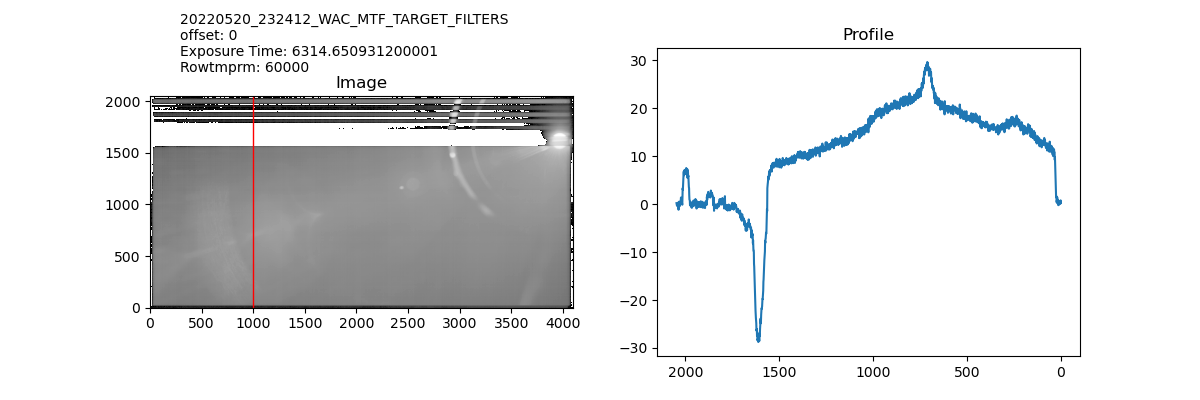 20220520_232412_WAC_MTF_TARGET_FILTERS
offset: 0
Exposure Time: 6314.650931200001
Rowtmprm: 60000
Image
2000
1500
1000
500
0
0 500 1000 1500 2000 2500 3000 3500 4000
Profile
30
20
10
0
−10
−20
−30
2000 1500 1000 500 0